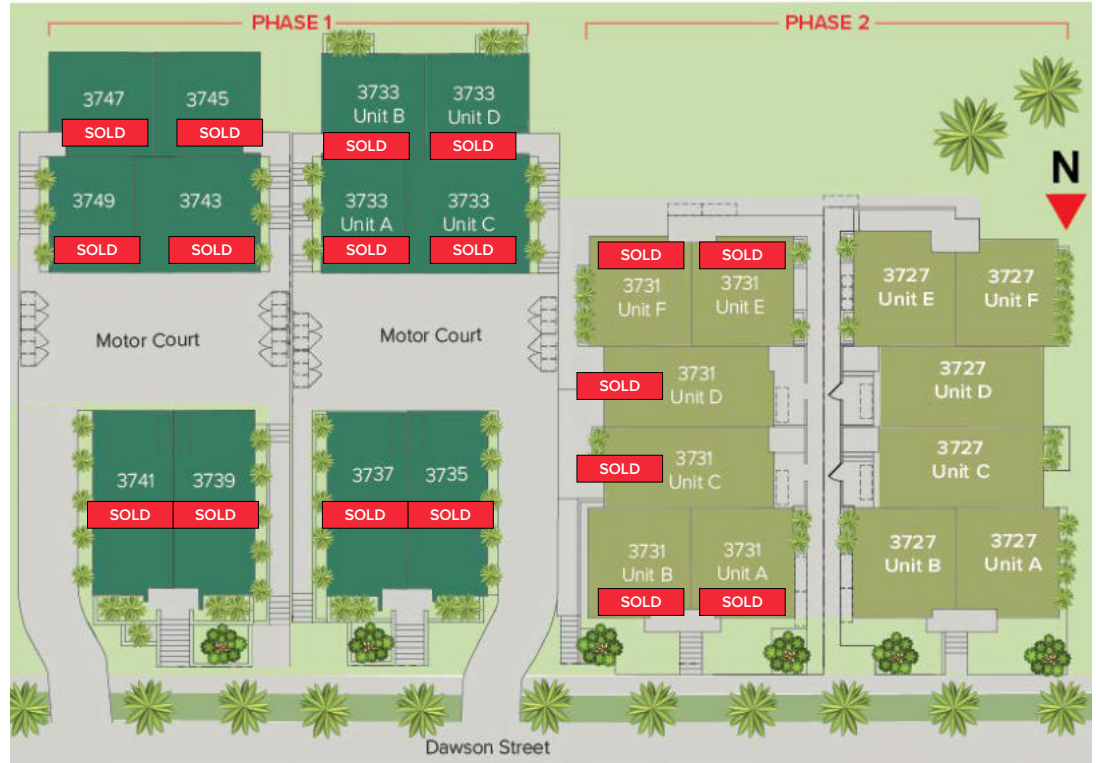 PHASE 1
PHASE 2
3747
SOLD
3745
SOLD
3733
Unit B
SOLD
3733
Unit D
SOLD
3749
SOLD
3743
SOLD
3733
Unit A
SOLD
3733
Unit C
SOLD
N
SOLD
3731
Unit F
SOLD
3731
Unit E
3727
Unit E
3727
Unit F
Motor Court
Motor Court
SOLD
3731
Unit D
3727
Unit D
SOLD
3731
Unit C
3727
Unit C
3741
SOLD
3739
SOLD
3737
SOLD
3735
SOLD
3731
Unit B
SOLD
3731
Unit A
SOLD
3727
Unit B
3727
Unit A
Dawson Street